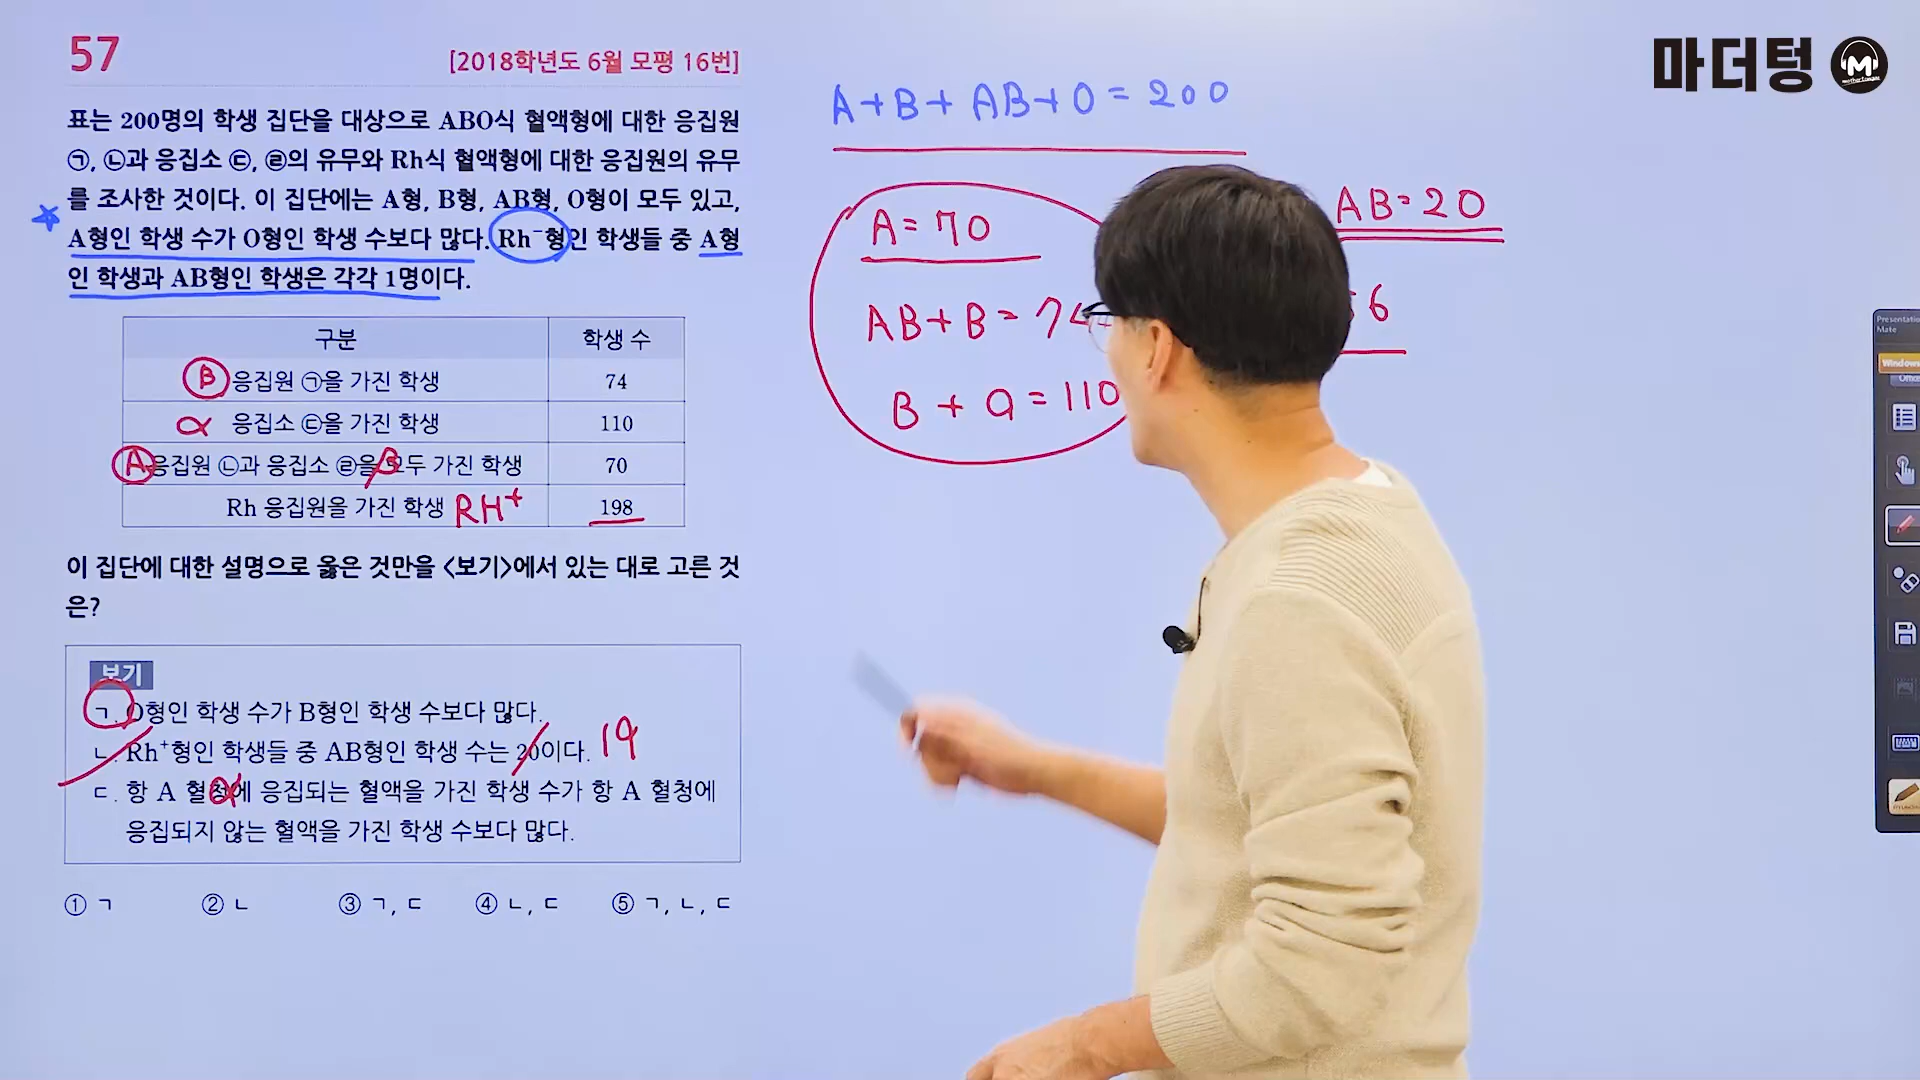 57
[2018학년도 6월 모평 16번]
표는 200명의 학생 집단을 대상으로 ABO식 혈액형에 대한 응집원
㉠, ㉡과 응집소 ㉢, ㉣의 유무와 Rh식 혈액형에 대한 응집원의 유무
를 조사한 것이다. 이 집단에는 A형, B형, AB형, O형이 모두 있고,
A형인 학생 수가 O형인 학생 수보다 많다. Rh⁻형인 학생들 중 A형
인 학생과 AB형인 학생은 각각 1명이다.
구분 학생 수
B 응집원 ㉠을 가진 학생 74
α 응집소 ㉢을 가진 학생 110
A 응집원 ㉡과 응집소 ㉣을 모두 가진 학생 70
β
Rh 응집원을 가진 학생 RH⁺ 198
이 집단에 대한 설명으로 옳은 것만을 <보기>에서 있는 대로 고른 것
은?
보기
ㄱ. O형인 학생 수가 B형인 학생 수보다 많다.
ㄴ. Rh⁺형인 학생들 중 AB형인 학생 수는 20이다. 19
ㄷ. 항 A 혈청에 응집되는 혈액을 가진 학생 수가 항 A 혈청에
α
응집되지 않는 혈액을 가진 학생 수보다 많다.
① ㄱ ② ㄴ ③ ㄱ, ㄷ ④ ㄴ, ㄷ ⑤ ㄱ, ㄴ, ㄷ
A+B+AB+O=200
A=70
AB+B=74
B+O=110
AB=20
6
마더텅
M
Presentation
Mate
Windows
Office